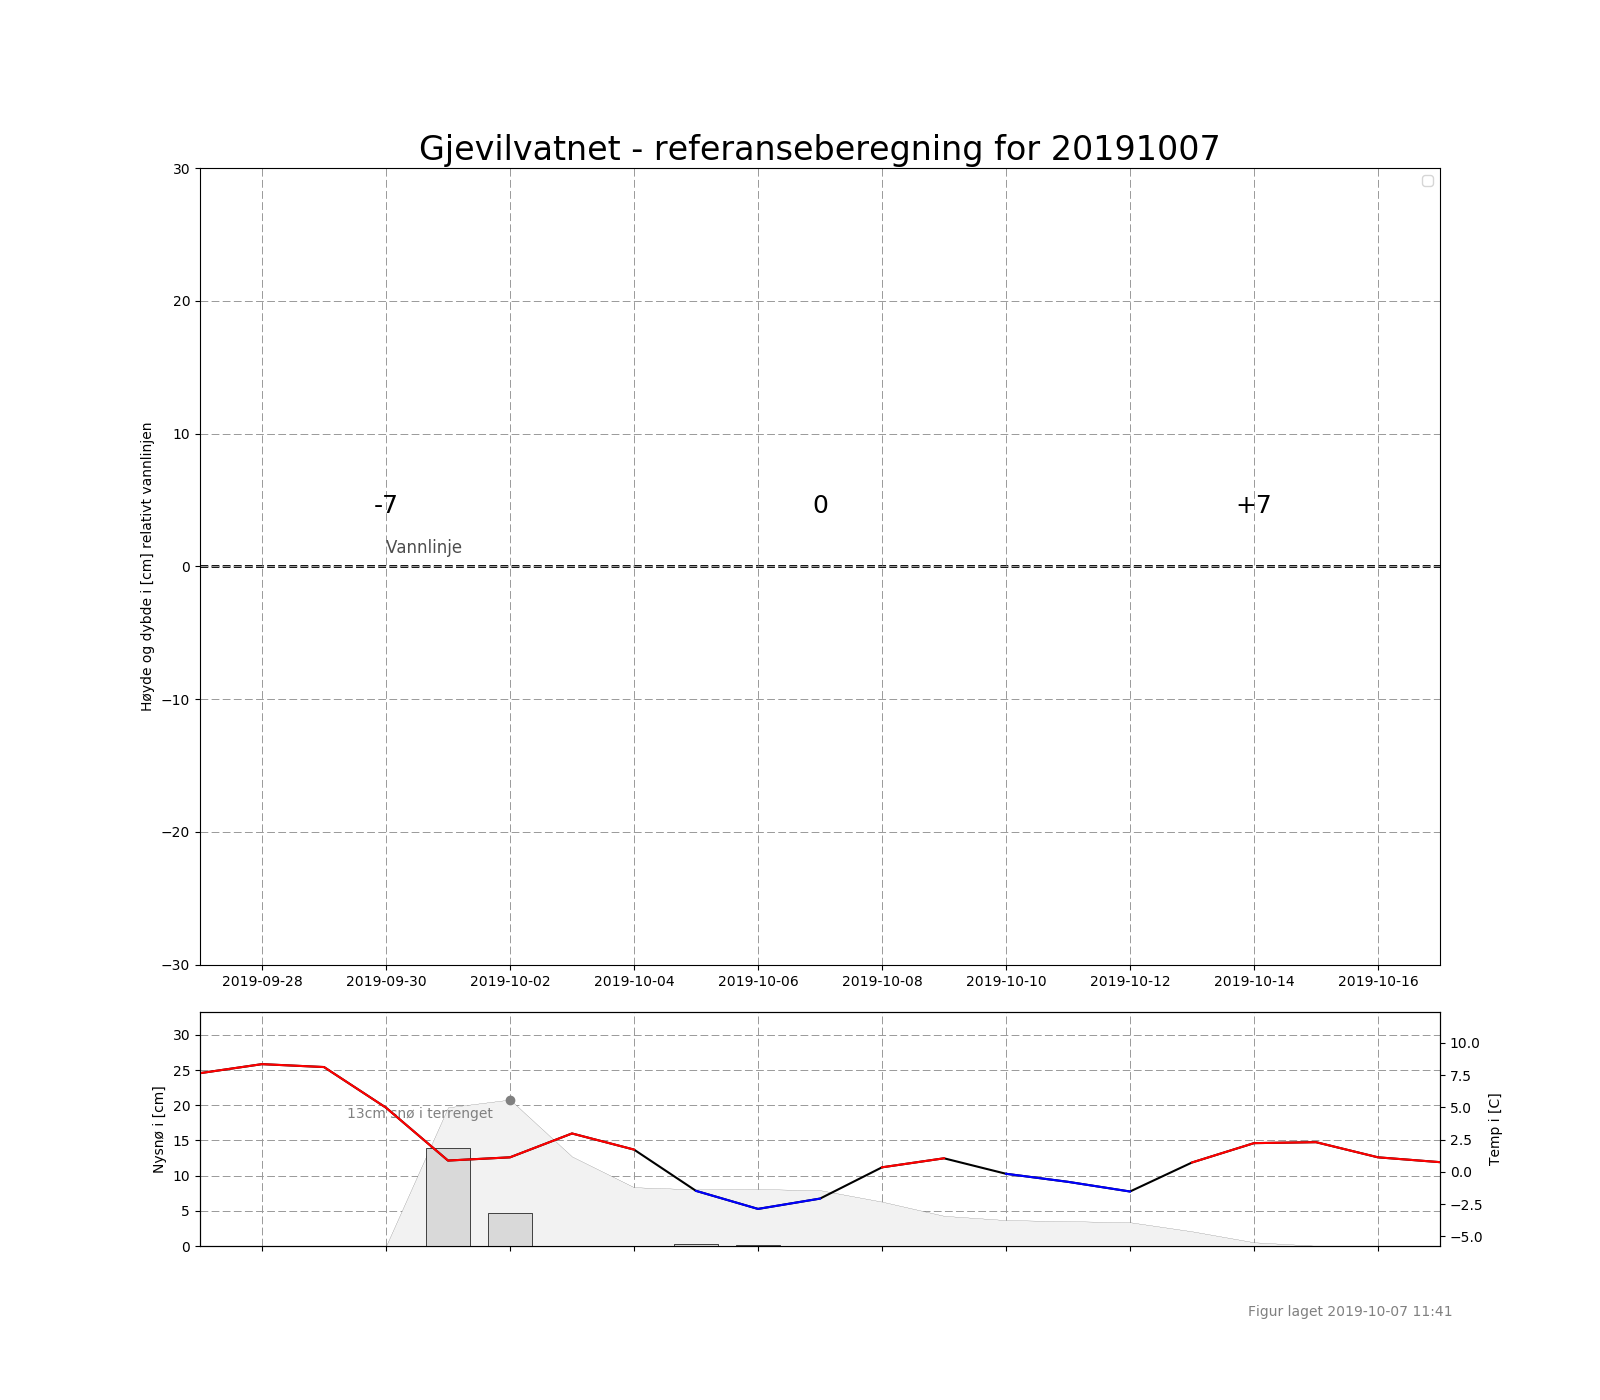 Gjevilvatnet - referanseberegning for 20191007
30
20
10
0
−10
−20
−30
Høyde og dybde i [cm] relativt vannlinjen
-7 0 +7
Vannlinje
2019-09-28 2019-09-30 2019-10-02 2019-10-04 2019-10-06 2019-10-08 2019-10-10 2019-10-12 2019-10-14 2019-10-16
30
25
20
15
10
5
0
Nysnø i [cm]
13cm snø i terrenget
10.0
7.5
5.0
2.5
0.0
−2.5
−5.0
Temp i [C]
Figur laget 2019-10-07 11:41